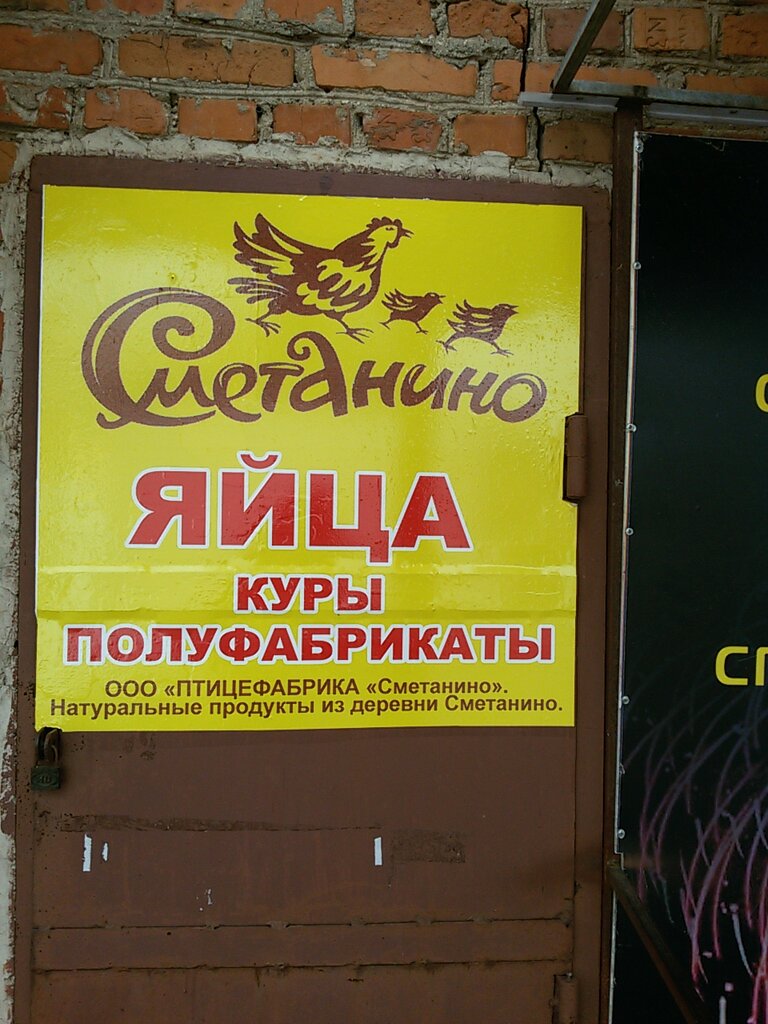 Сметанино
ЯЙЦА
КУРЫ
ПОЛУФАБРИКАТЫ
ООО «ПТИЦЕФАБРИКА «Сметанино».
Натуральные продукты из деревни Сметанино.